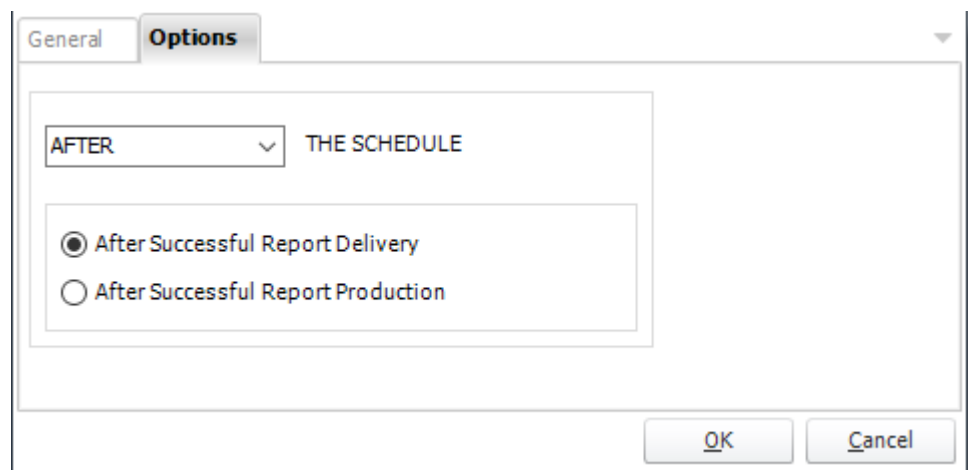 General Options
AFTER THE SCHEDULE
After Successful Report Delivery
After Successful Report Production
OK Cancel